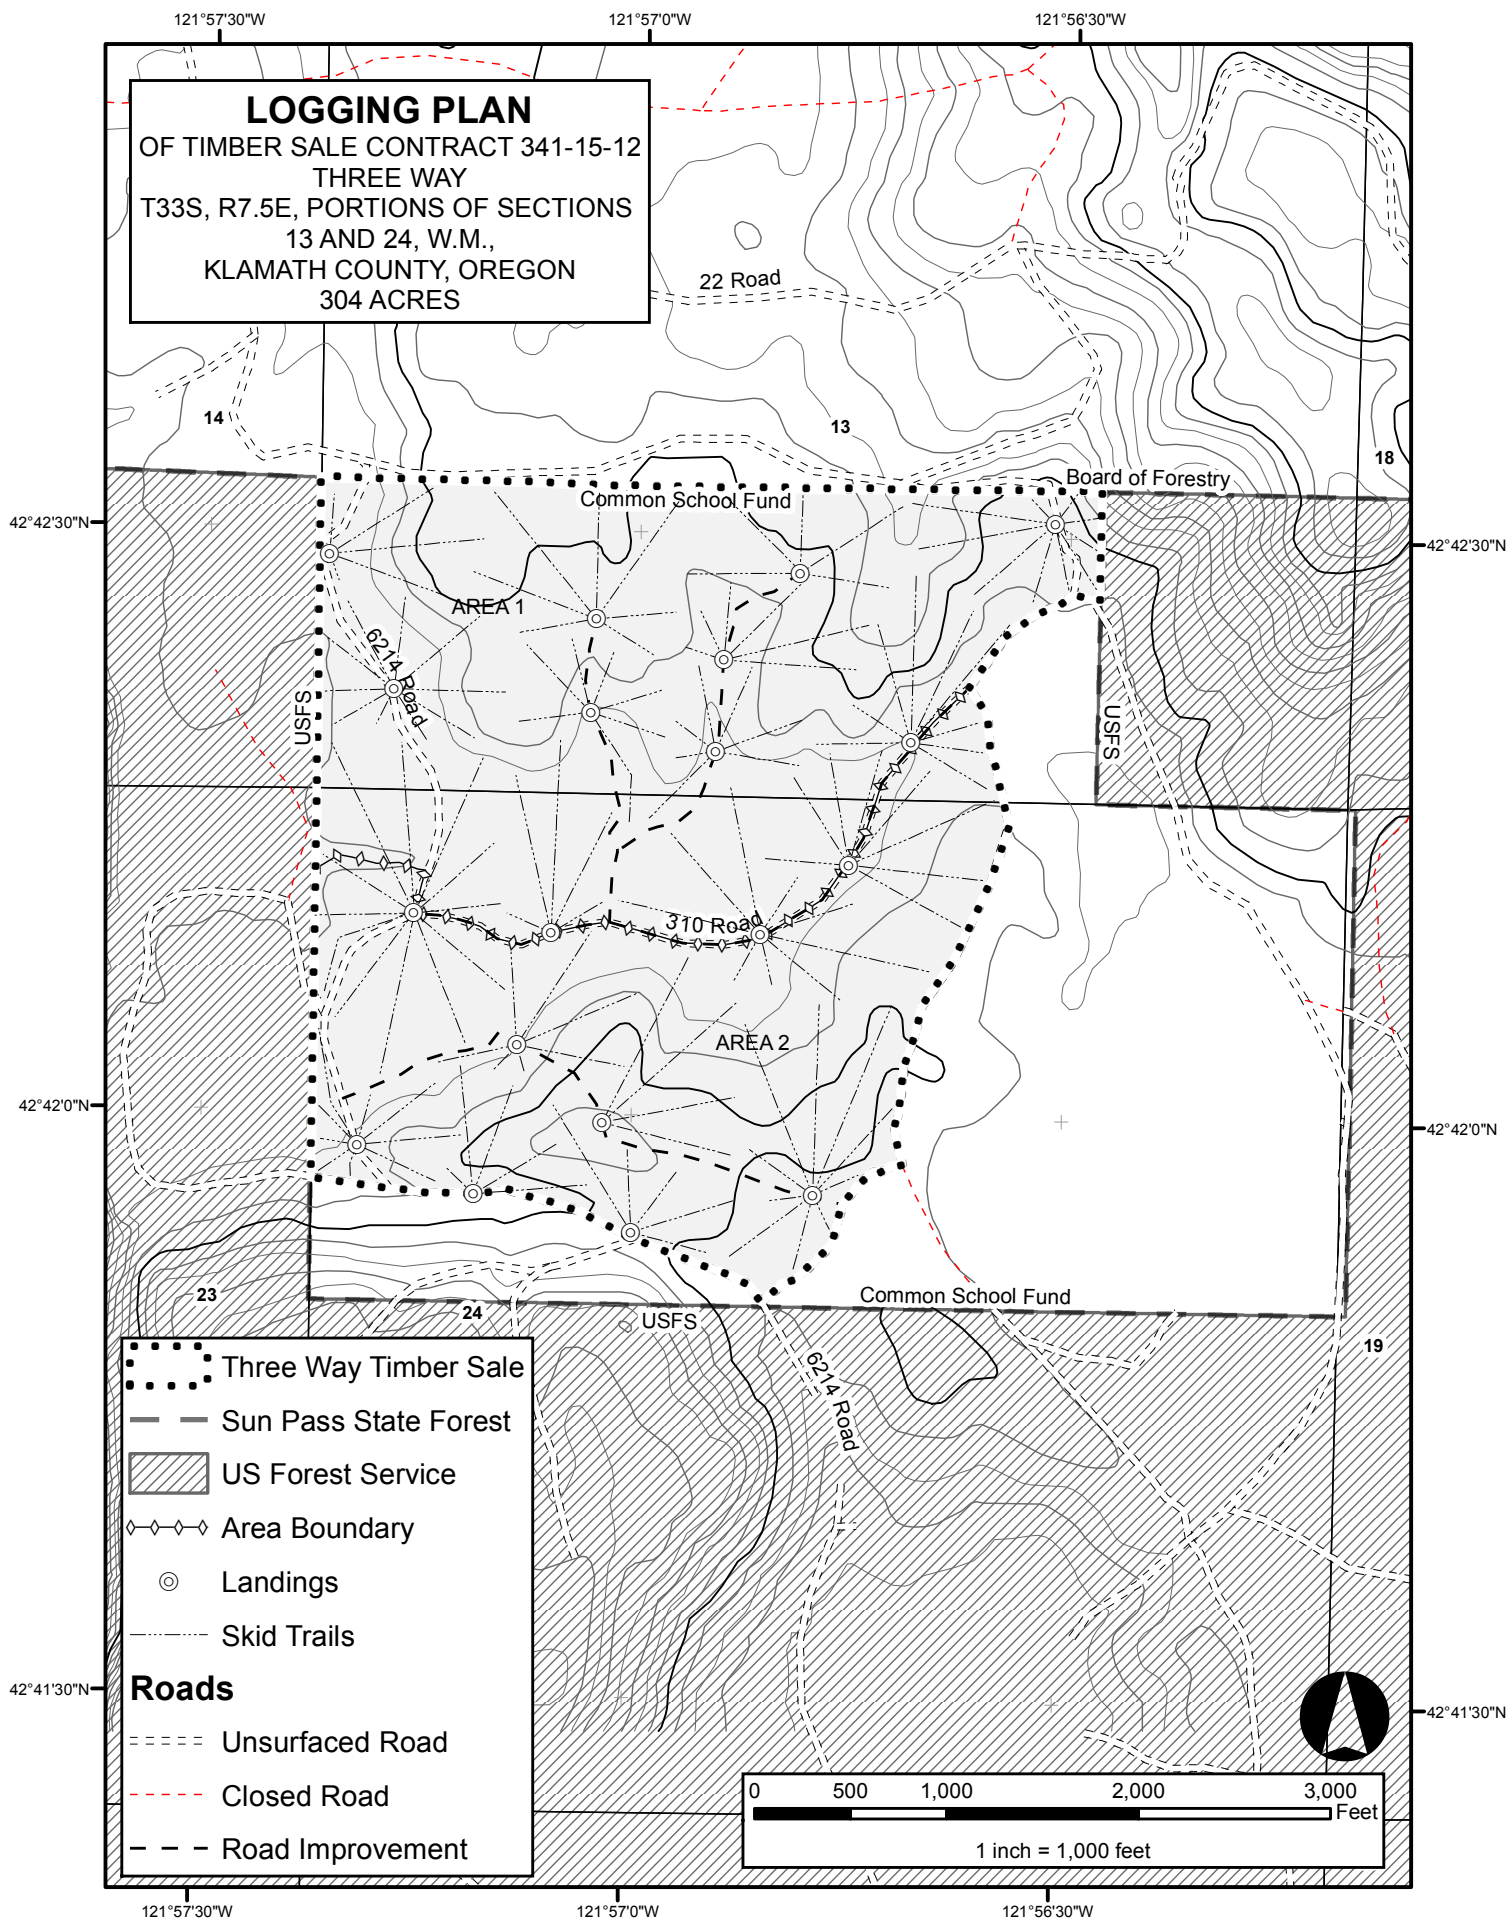 121°57'30"W
121°57'0"W
121°56'30"W
LOGGING PLAN
OF TIMBER SALE CONTRACT 341-15-12
THREE WAY
T33S, R7.5E, PORTIONS OF SECTIONS
13 AND 24, W.M.,
KLAMATH COUNTY, OREGON
304 ACRES
22 Road
14
13
18
Board of Forestry
Common School Fund
42°42'30"N
42°42'30"N
AREA 1
6214 Road
USFS
USFS
310 Road
AREA 2
42°42'0"N
42°42'0"N
23
24
Common School Fund
USFS
19
6214 Road
Three Way Timber Sale
Sun Pass State Forest
US Forest Service
Area Boundary
Landings
Skid Trails
Roads
Unsurfaced Road
Closed Road
Road Improvement
42°41'30"N
42°41'30"N
0 500 1,000 2,000 3,000
Feet
1 inch = 1,000 feet
121°57'30"W
121°57'0"W
121°56'30"W